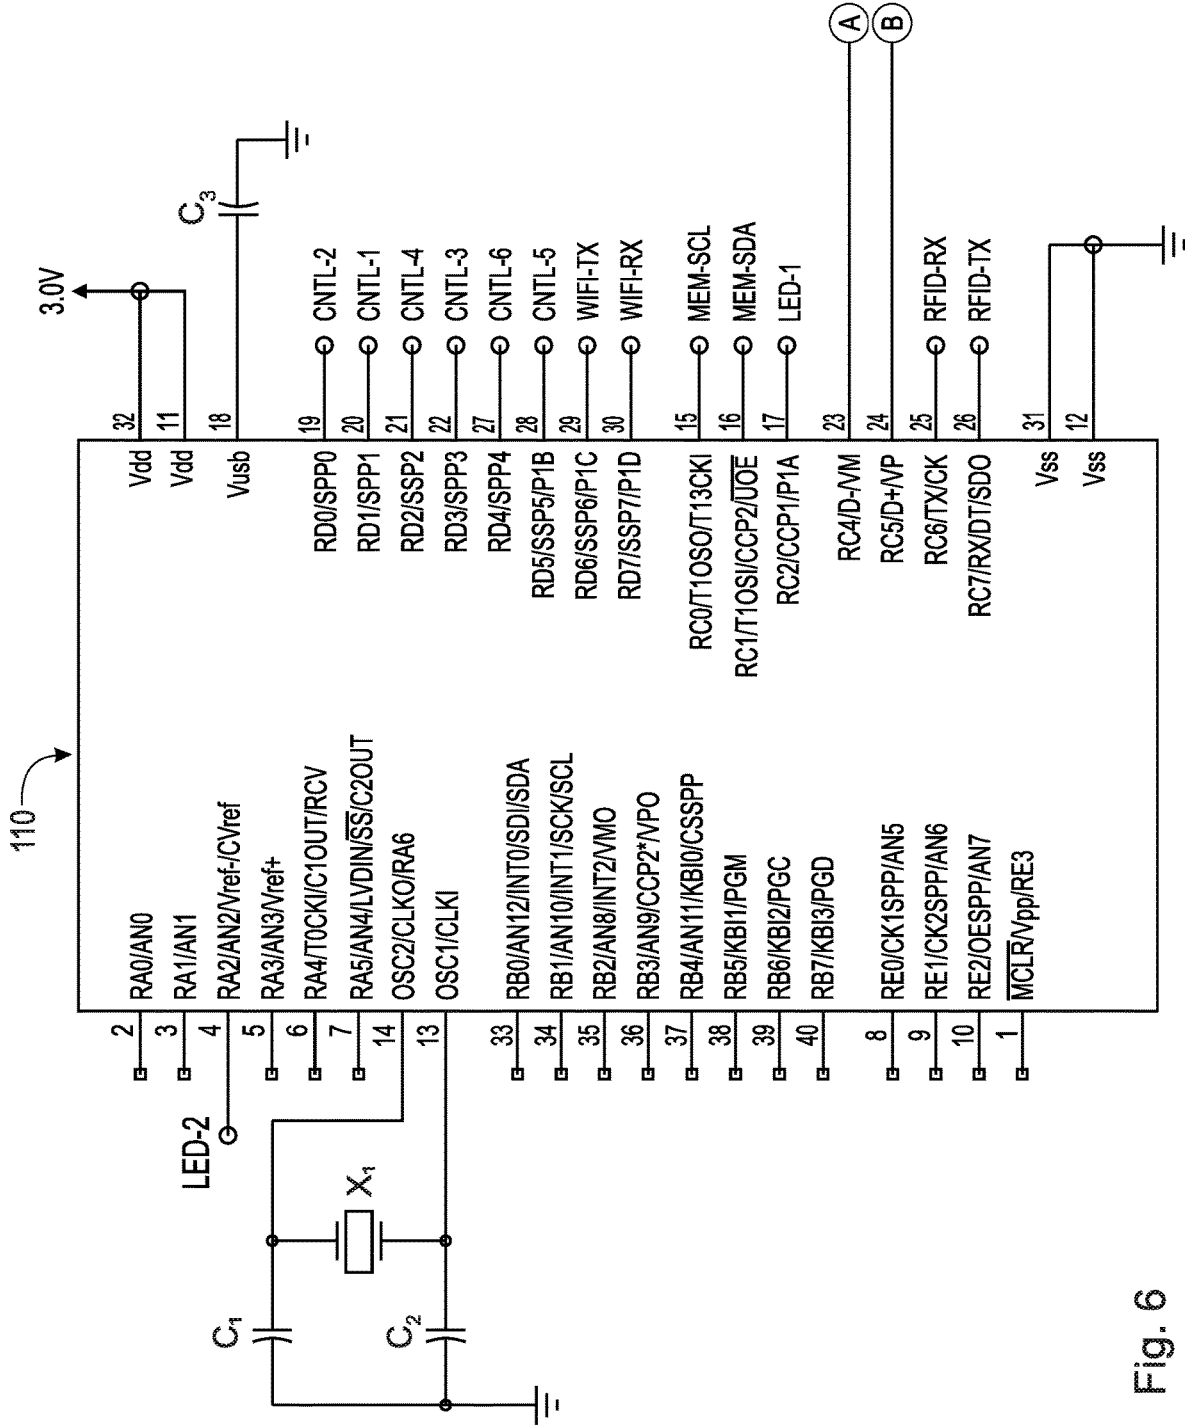 110
3.0V
C3
LED-2
C1
C2
X1
2 RA0/AN0
3 RA1/AN1
4 RA2/AN2/Vref-/CVref
5 RA3/AN3/Vref+
6 RA4/T0CKI/C1OUT/RCV
7 RA5/AN4/LVDIN/SS/C2OUT
14 OSC2/CLKO/RA6
13 OSC1/CLKI
33 RB0/AN12/INT0/SDI/SDA
34 RB1/AN10/INT1/SCK/SCL
35 RB2/AN8/INT2/VMO
36 RB3/AN9/CCP2*/VPO
37 RB4/AN11/KBI0/CSSPP
38 RB5/KBI1/PGM
39 RB6/KBI2/PGC
40 RB7/KBI3/PGD
8 RE0/CK1SPP/AN5
9 RE1/CK2SPP/AN6
10 RE2/OESPP/AN7
1 MCLR/Vpp/RE3
Vdd 32
Vdd 11
Vusb 18
RD0/SPP0 19 CNTL-2
RD1/SPP1 20 CNTL-1
RD2/SSP2 21 CNTL-4
RD3/SPP3 22 CNTL-3
RD4/SPP4 27 CNTL-6
RD5/SSP5/P1B 28 CNTL-5
RD6/SSP6/P1C 29 WIFI-TX
RD7/SSP7/P1D 30 WIFI-RX
RC0/T1OSO/T13CKI 15 MEM-SCL
RC1/T1OSI/CCP2/UOE 16 MEM-SDA
RC2/CCP1/P1A 17 LED-1
RC4/D-/VM 23 A
RC5/D+/VP 24 B
RC6/TX/CK 25 RFID-RX
RC7/RX/DT/SDO 26 RFID-TX
Vss 31
Vss 12
Fig. 6